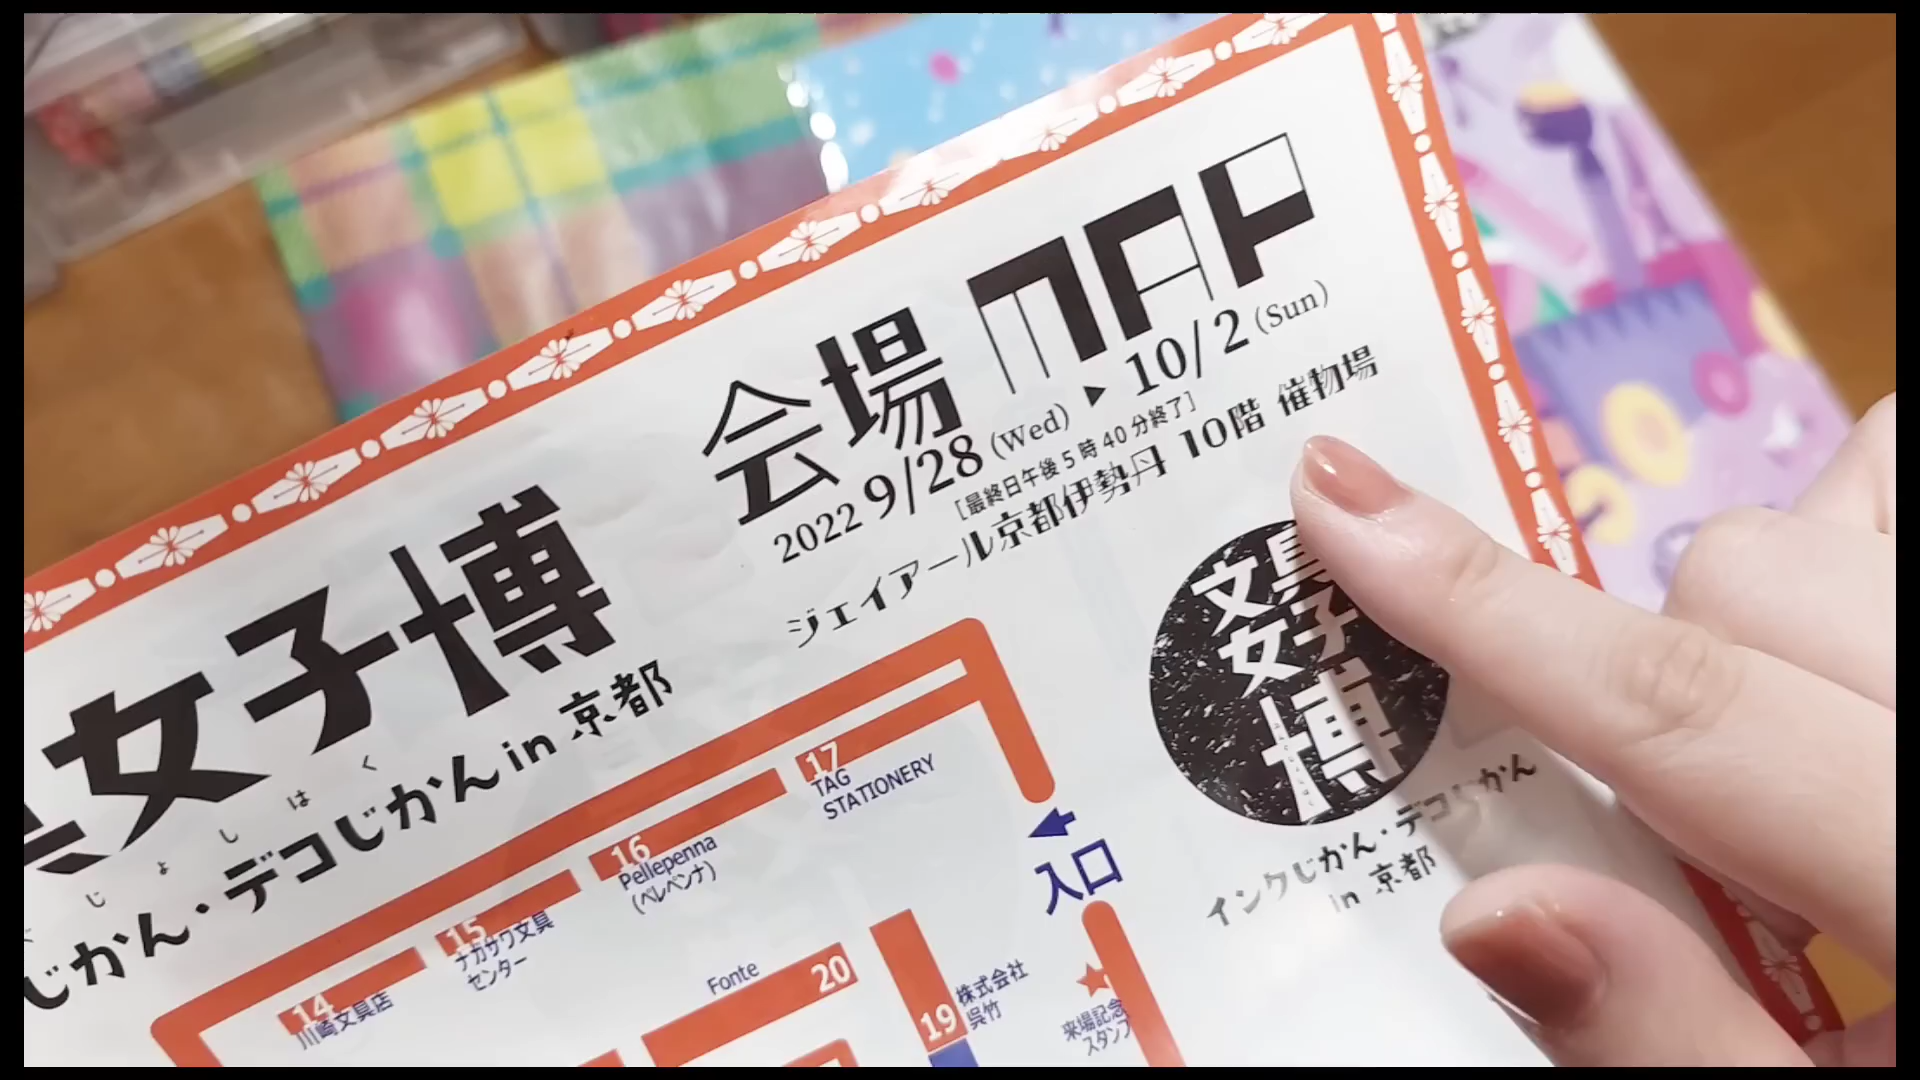 会場 MAP
2022 9/28 (Wed) ▶ 10/2 (Sun)
[最終日午後5時40分終了]
ジェイアール京都伊勢丹 10階 催物場
女子博
じょしはく
じかん・デコじかん in 京都
文具
女子
博
インクじかん・デコじかん
in 京都
17
TAG
STATIONERY
16
Pellepenna
(ペレペンナ)
15
ナガサワ文具
センター
14
川崎文具店
Fonte
20
19
株式会社
呉竹
入口
来場記念
スタンプ